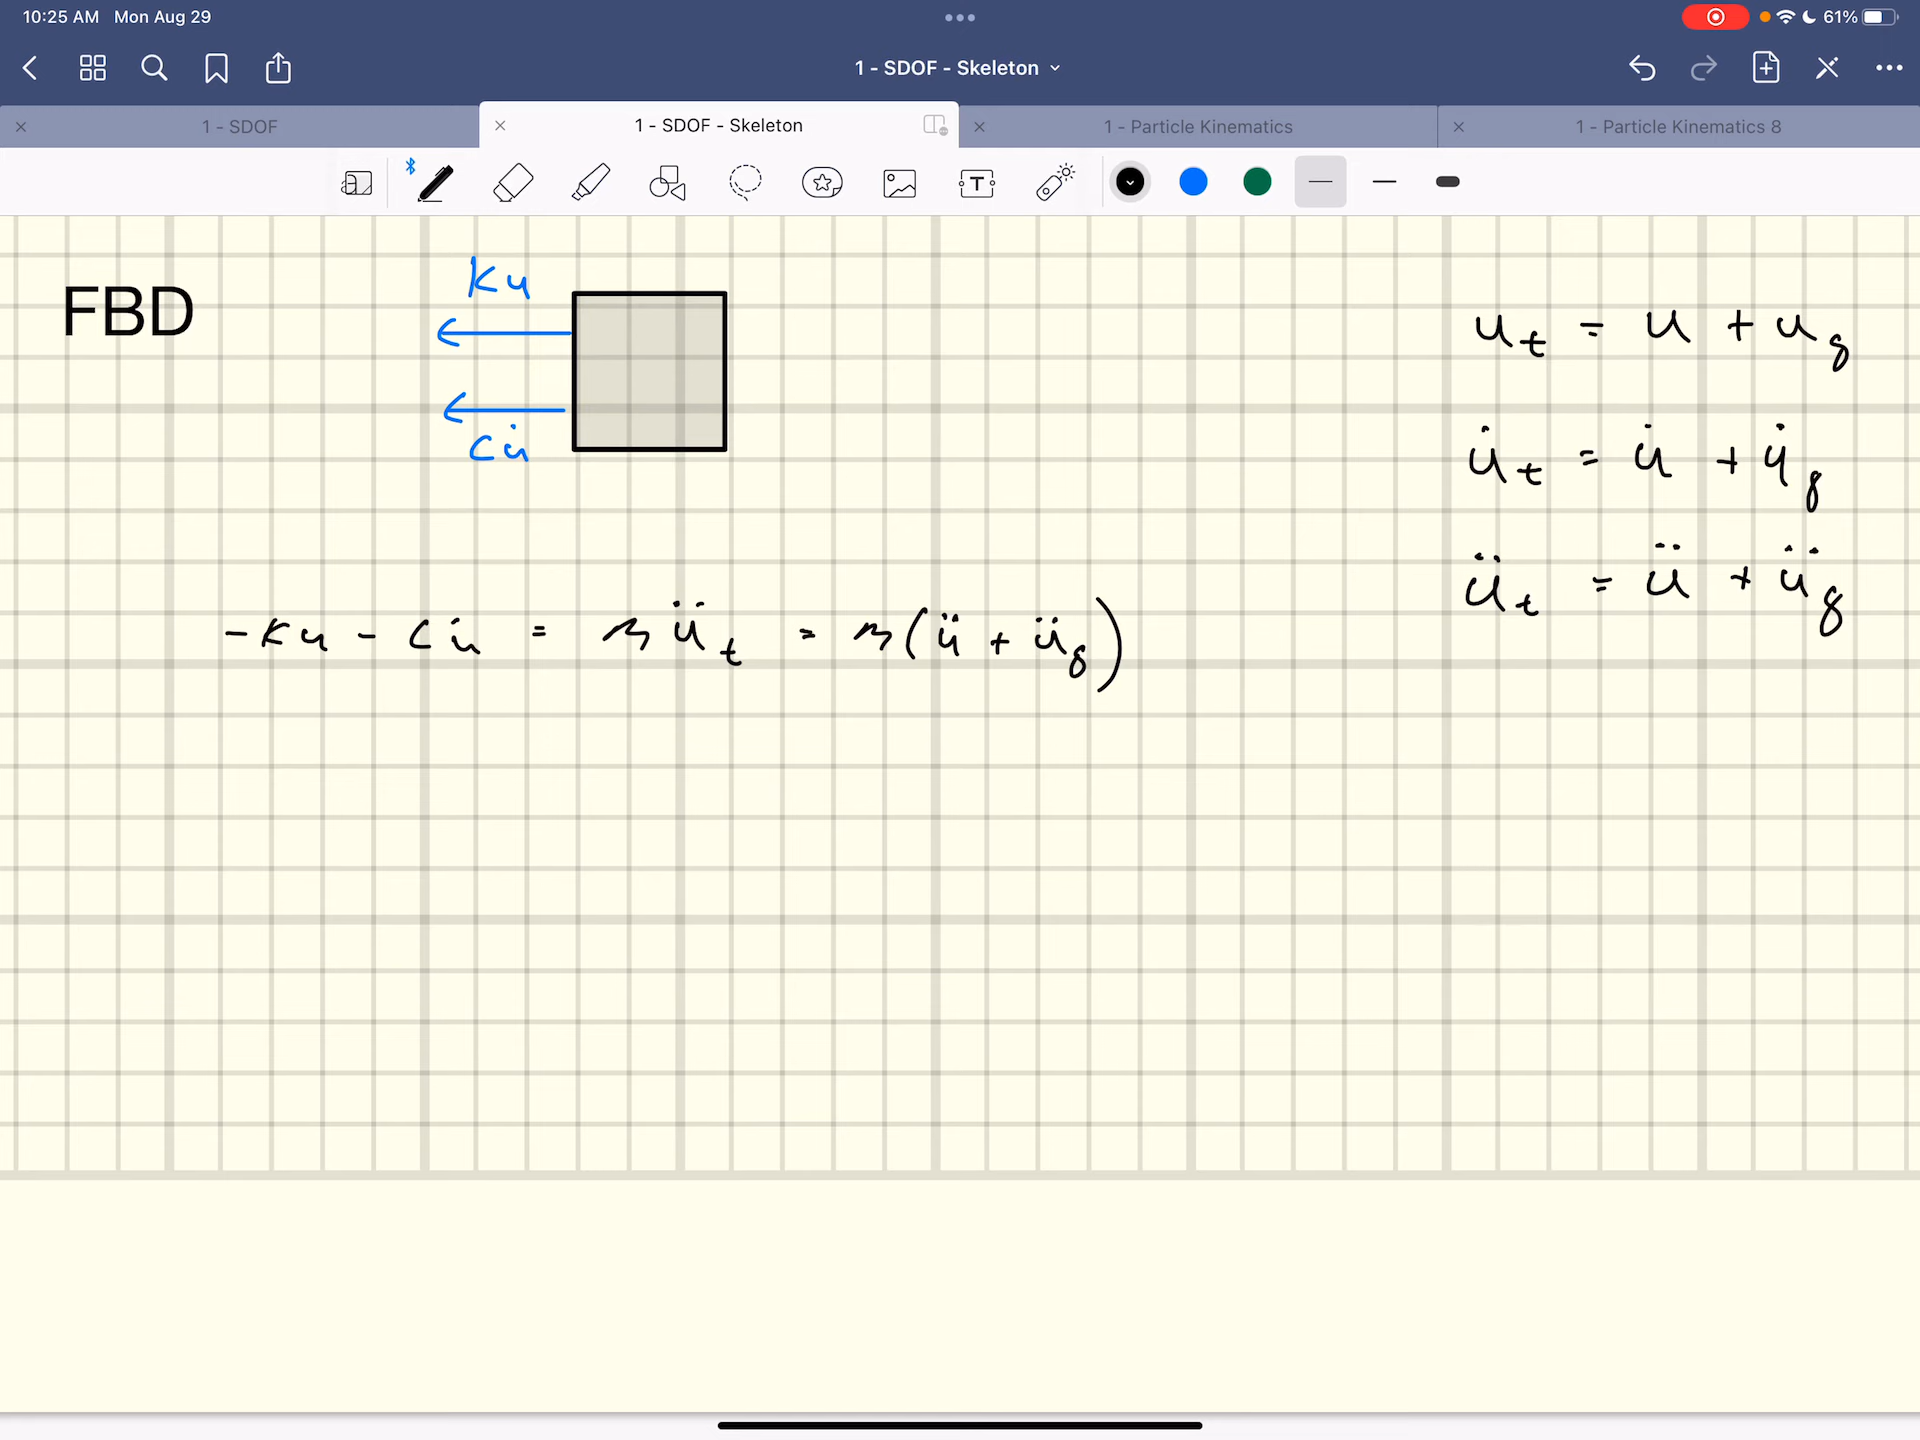 10:25 AM Mon Aug 29
61%
1 - SDOF - Skeleton
1 - SDOF
1 - SDOF - Skeleton
1 - Particle Kinematics
1 - Particle Kinematics 8
T
FBD
ku
cu̇
u_t = u + u_g
u̇_t = u̇ + u̇_g
ü_t = ü + ü_g
-ku - cu̇ = mü_t = m(ü + ü_g)